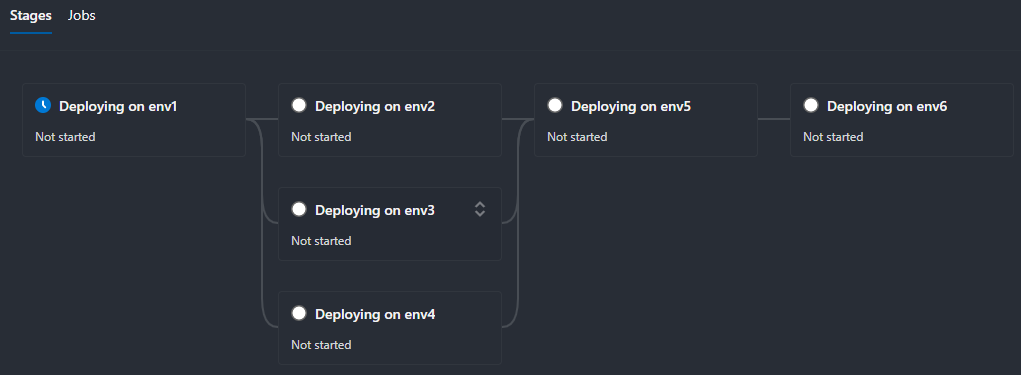 Stages Jobs
Deploying on env1
Not started
Deploying on env2
Not started
Deploying on env3
Not started
Deploying on env4
Not started
Deploying on env5
Not started
Deploying on env6
Not started